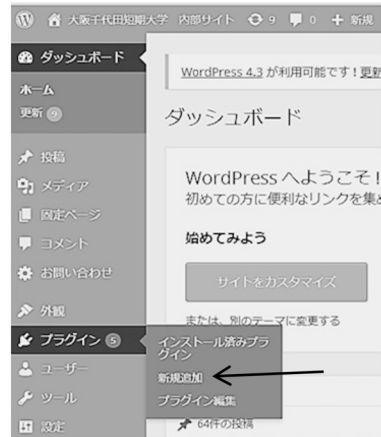 大阪千代田短期大学 内部サイト 9 0 + 新規
ダッシュボード
WordPress 4.3 が利用可能です ! 更新
ホーム
更新 9
ダッシュボード
投稿
メディア
固定ページ
コメント
お問い合わせ
外観
プラグイン 5
インストール済みプラ
グイン
新規追加
プラグイン編集
ユーザー
ツール
設定
WordPress へようこそ !
初めての方に便利なリンクを集め
始めてみよう
サイトをカスタマイズ
または、別のテーマに変更する
64件の投稿